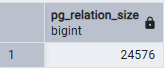 pg_relation_size
bigint
1 24576